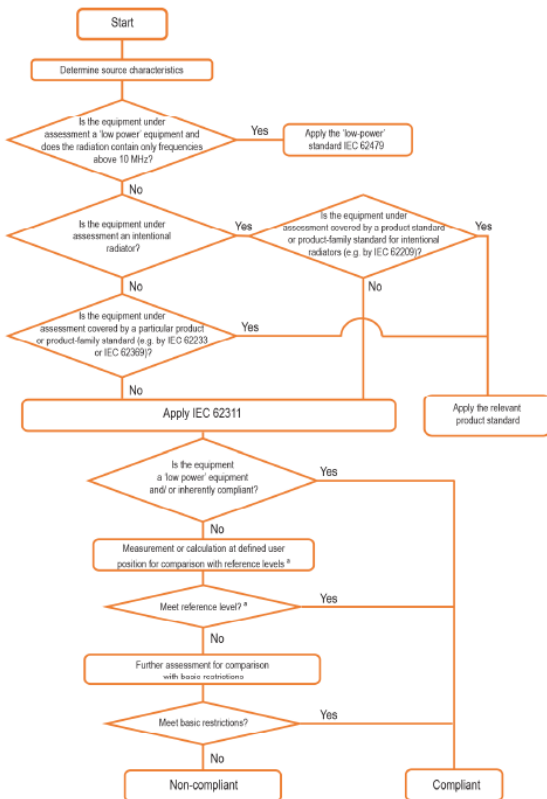 Start
Determine source characteristics
Is the equipment under
assessment a 'low power' equipment and
does the radiation contain only frequencies
above 10 MHz?
Yes
Apply the 'low-power'
standard IEC 62479
No
Is the equipment under
assessment an intentional
radiator?
Yes
Is the equipment under
assessment covered by a product standard
or product-family standard for intentional
radiators (e.g. by IEC 62209)?
Yes
No
No
Is the equipment under
assessment covered by a particular product
or product-family standard (e.g. by IEC 62233
or IEC 62369)?
Yes
No
Apply IEC 62311
Apply the relevant
product standard
Is the equipment
a 'low power' equipment
and/ or inherently compliant?
Yes
No
Measurement or calculation at defined user
position for comparison with reference levels a
Meet reference level? a
Yes
No
Further assessment for comparison
with basic restrictions
Meet basic restrictions?
Yes
No
Non-compliant
Compliant